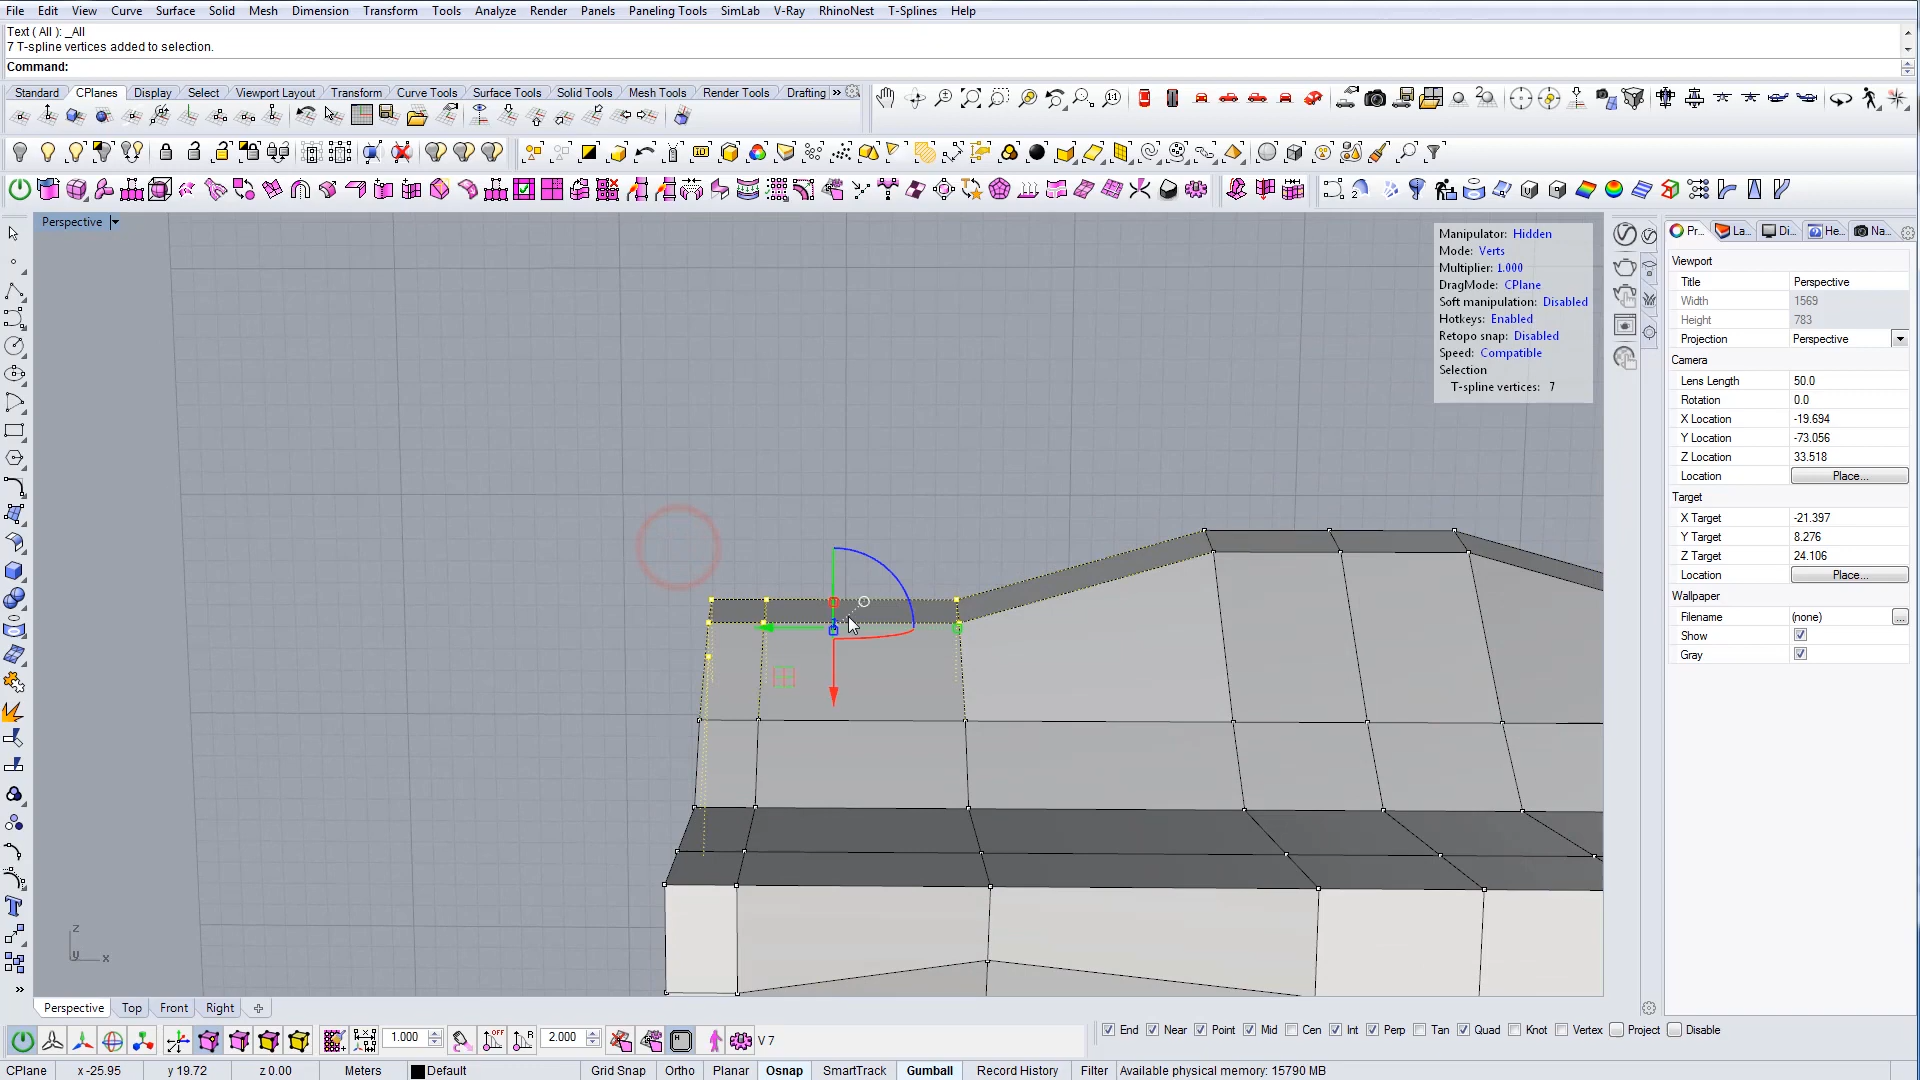 File Edit View Curve Surface Solid Mesh Dimension Transform Tools Analyze Render Panels Paneling Tools SimLab V-Ray RhinoNest T-Splines Help
Text ( All ): _All
7 T-spline vertices added to selection.
Command:
Standard CPlanes Display Select Viewport Layout Transform Curve Tools Surface Tools Solid Tools Mesh Tools Render Tools Drafting »
Perspective
Manipulator: Hidden
Mode: Verts
Multiplier: 1.000
DragMode: CPlane
Soft manipulation: Disabled
Hotkeys: Enabled
Retopo snap: Disabled
Speed: Compatible
Selection
T-spline vertices: 7
Pr... La... Di... He... Na...
Viewport
Title Perspective
Width 1569
Height 783
Projection Perspective
Camera
Lens Length 50.0
Rotation 0.0
X Location -19.694
Y Location -73.056
Z Location 33.518
Location Place...
Target
X Target -21.397
Y Target 8.276
Z Target 24.106
Location Place...
Wallpaper
Filename (none) ...
Show
Gray
z
y x
Perspective Top Front Right
1.000 OFF R 2.000 H V 7
End Near Point Mid Cen Int Perp Tan Quad Knot Vertex Project Disable
CPlane x -25.95 y 19.72 z 0.00 Meters Default Grid Snap Ortho Planar Osnap SmartTrack Gumball Record History Filter Available physical memory: 15790 MB